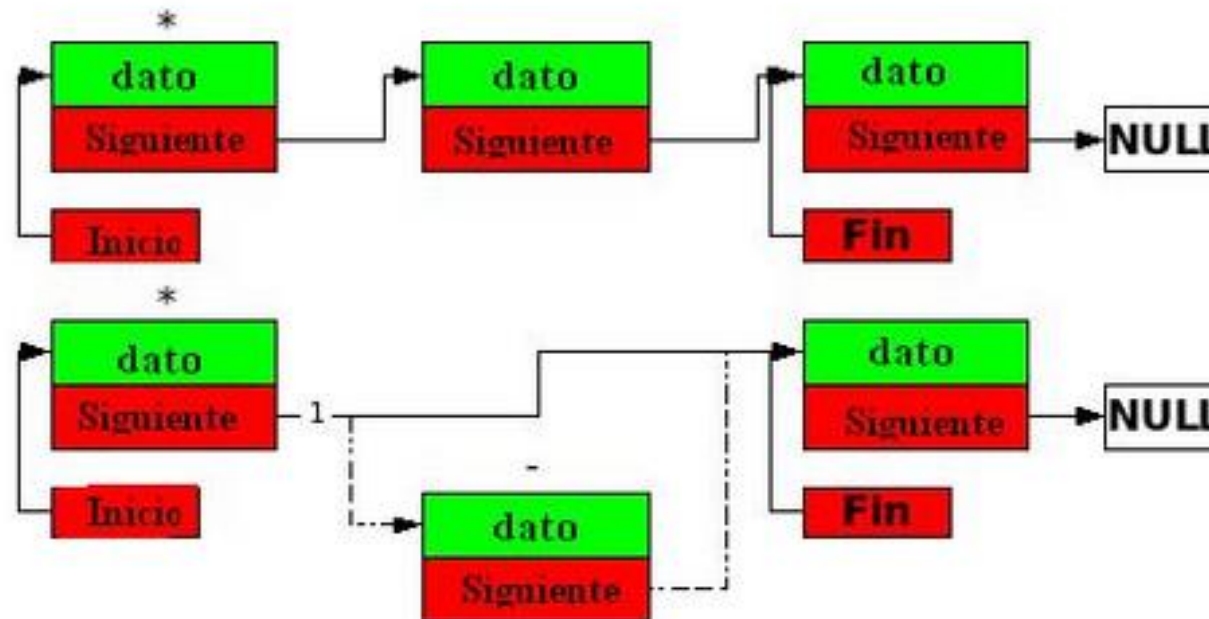 *
dato dato dato
Siguiente Siguiente Siguiente NULL
Inicio Fin
*
dato dato
Siguiente 1 Siguiente NULL
-
Inicio Fin
dato
Siguiente